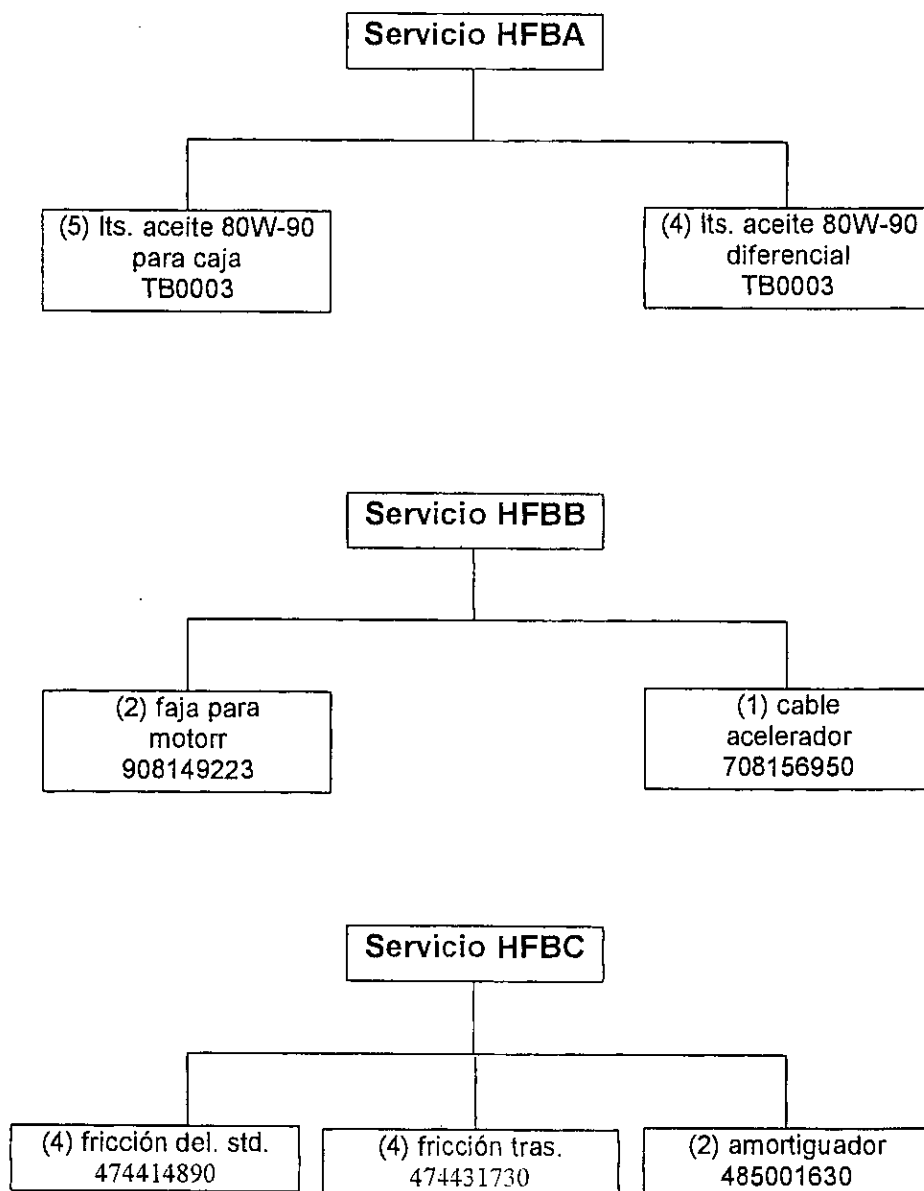 Servicio HFBA
(5) lts. aceite 80W-90
para caja
TB0003
(4) lts. aceite 80W-90
diferencial
TB0003
Servicio HFBB
(2) faja para
motorr
908149223
(1) cable
acelerador
708156950
Servicio HFBC
(4) fricción del. std.
474414890
(4) fricción tras.
474431730
(2) amortiguador
485001630